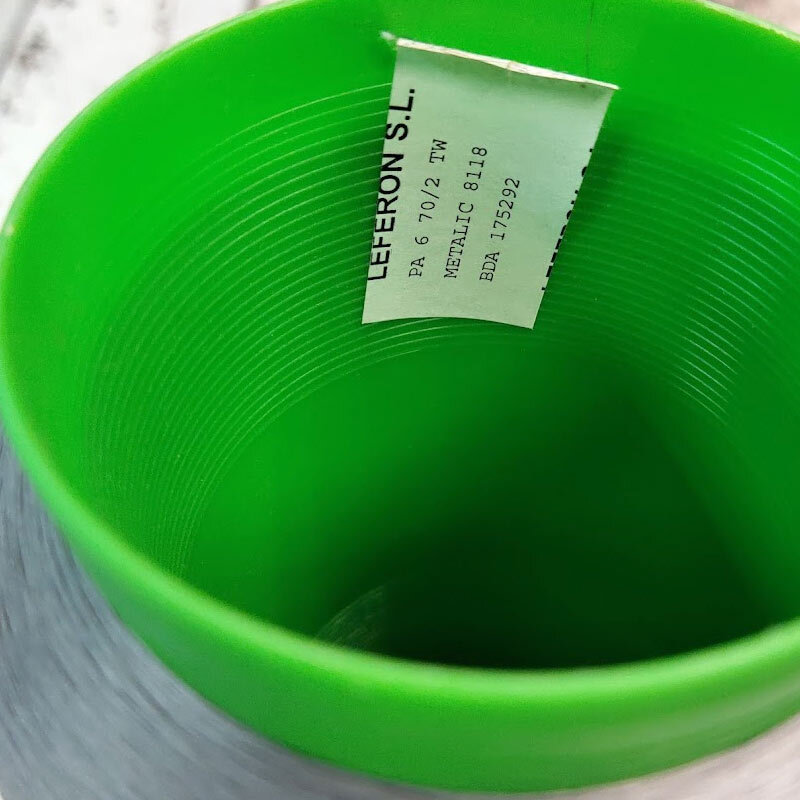 LEFERON S.L.
PA 6 70/2 TW
METALIC 8118
BDA 175292